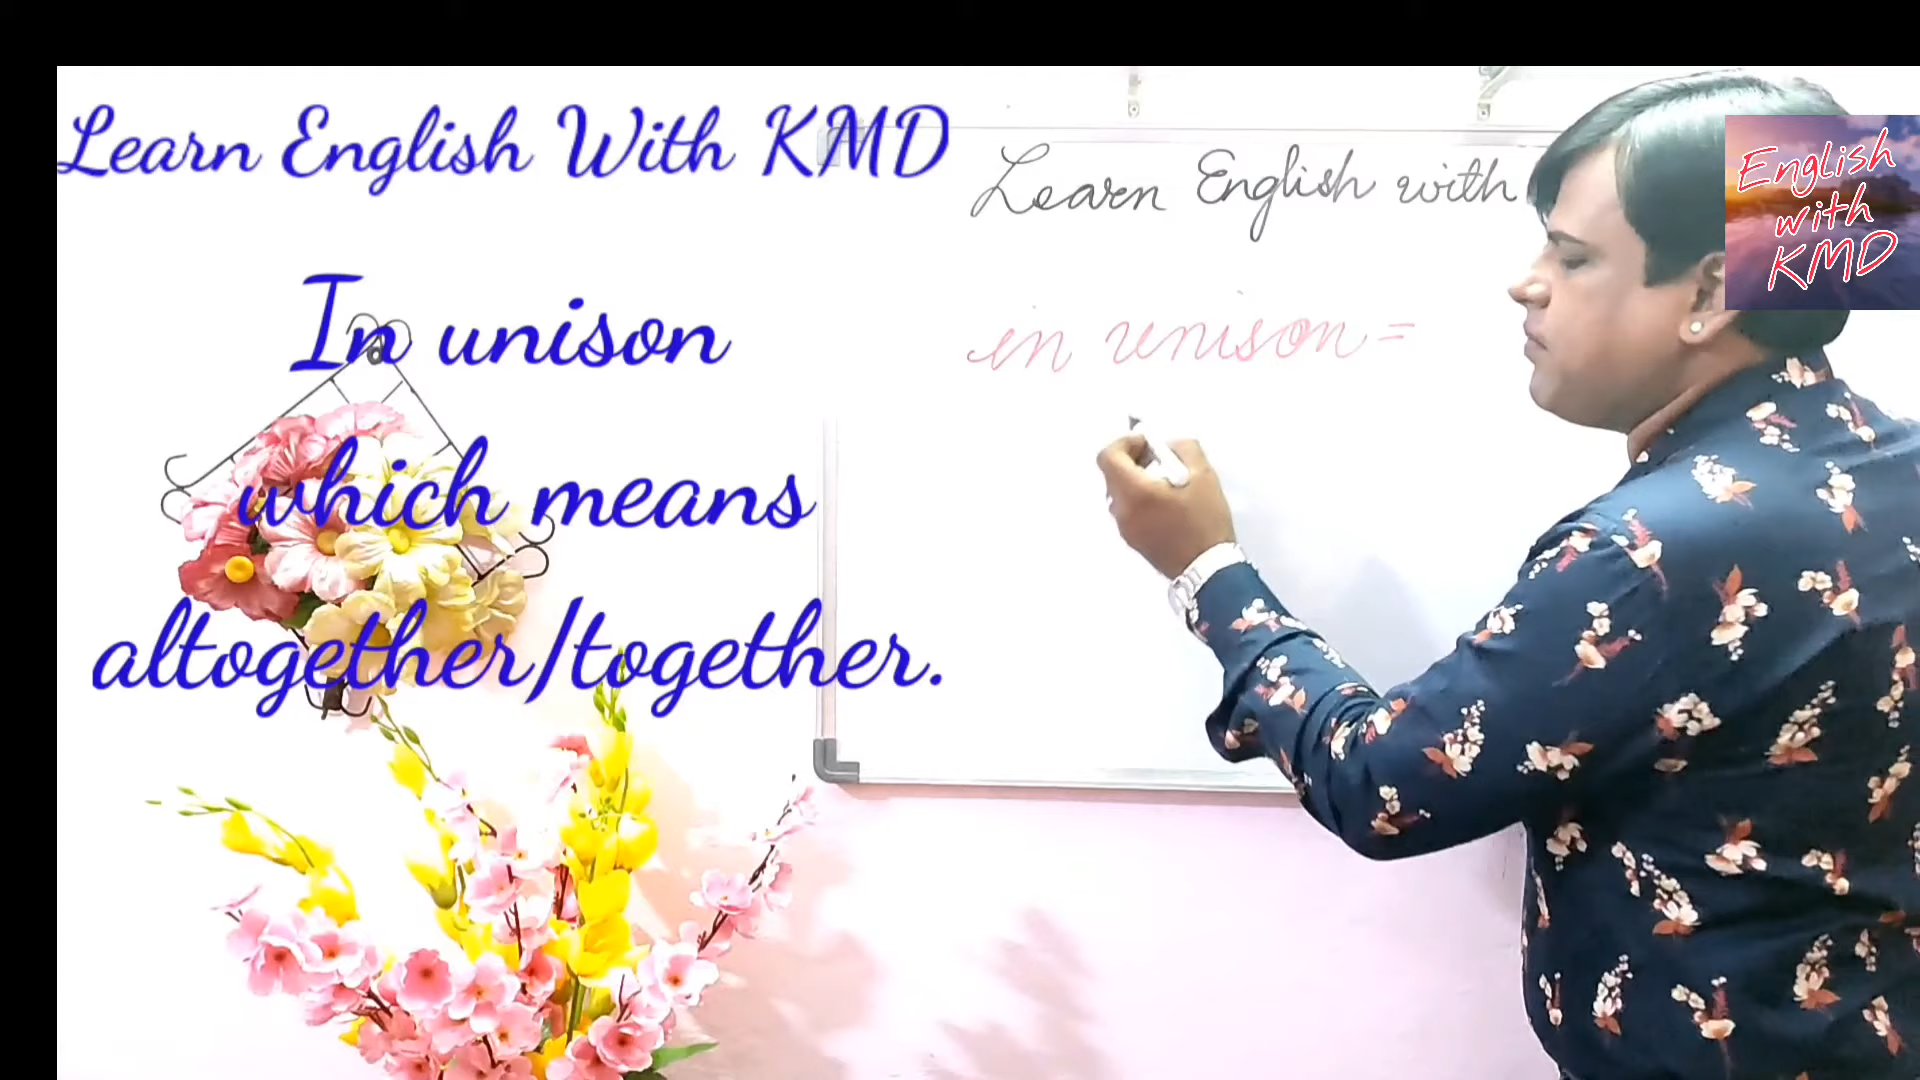 Learn English With KMD
In unison
which means
altogether/together.
Learn English with
in unison =
English
with
KMD